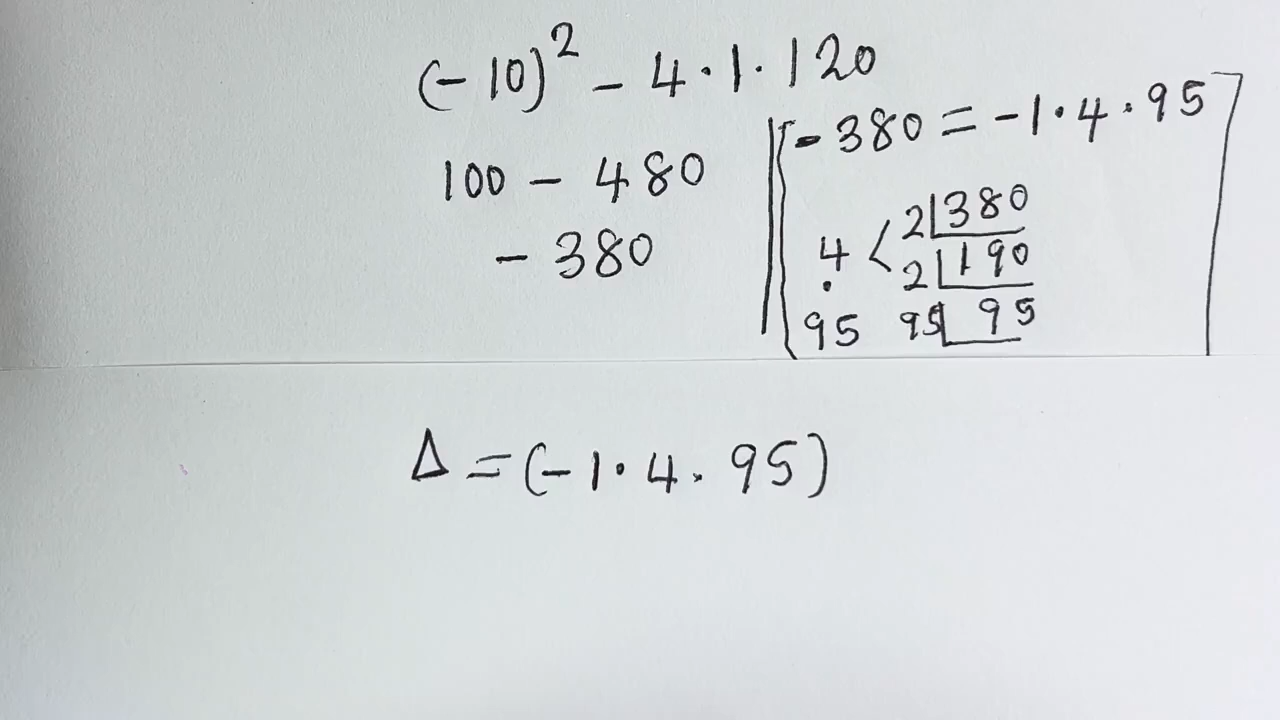 (-10)² - 4·1·120
100 - 480
- 380
- 380 = -1·4·95
4 < 2|380
2|190
· 
95 95|95
Δ = (-1·4·95)